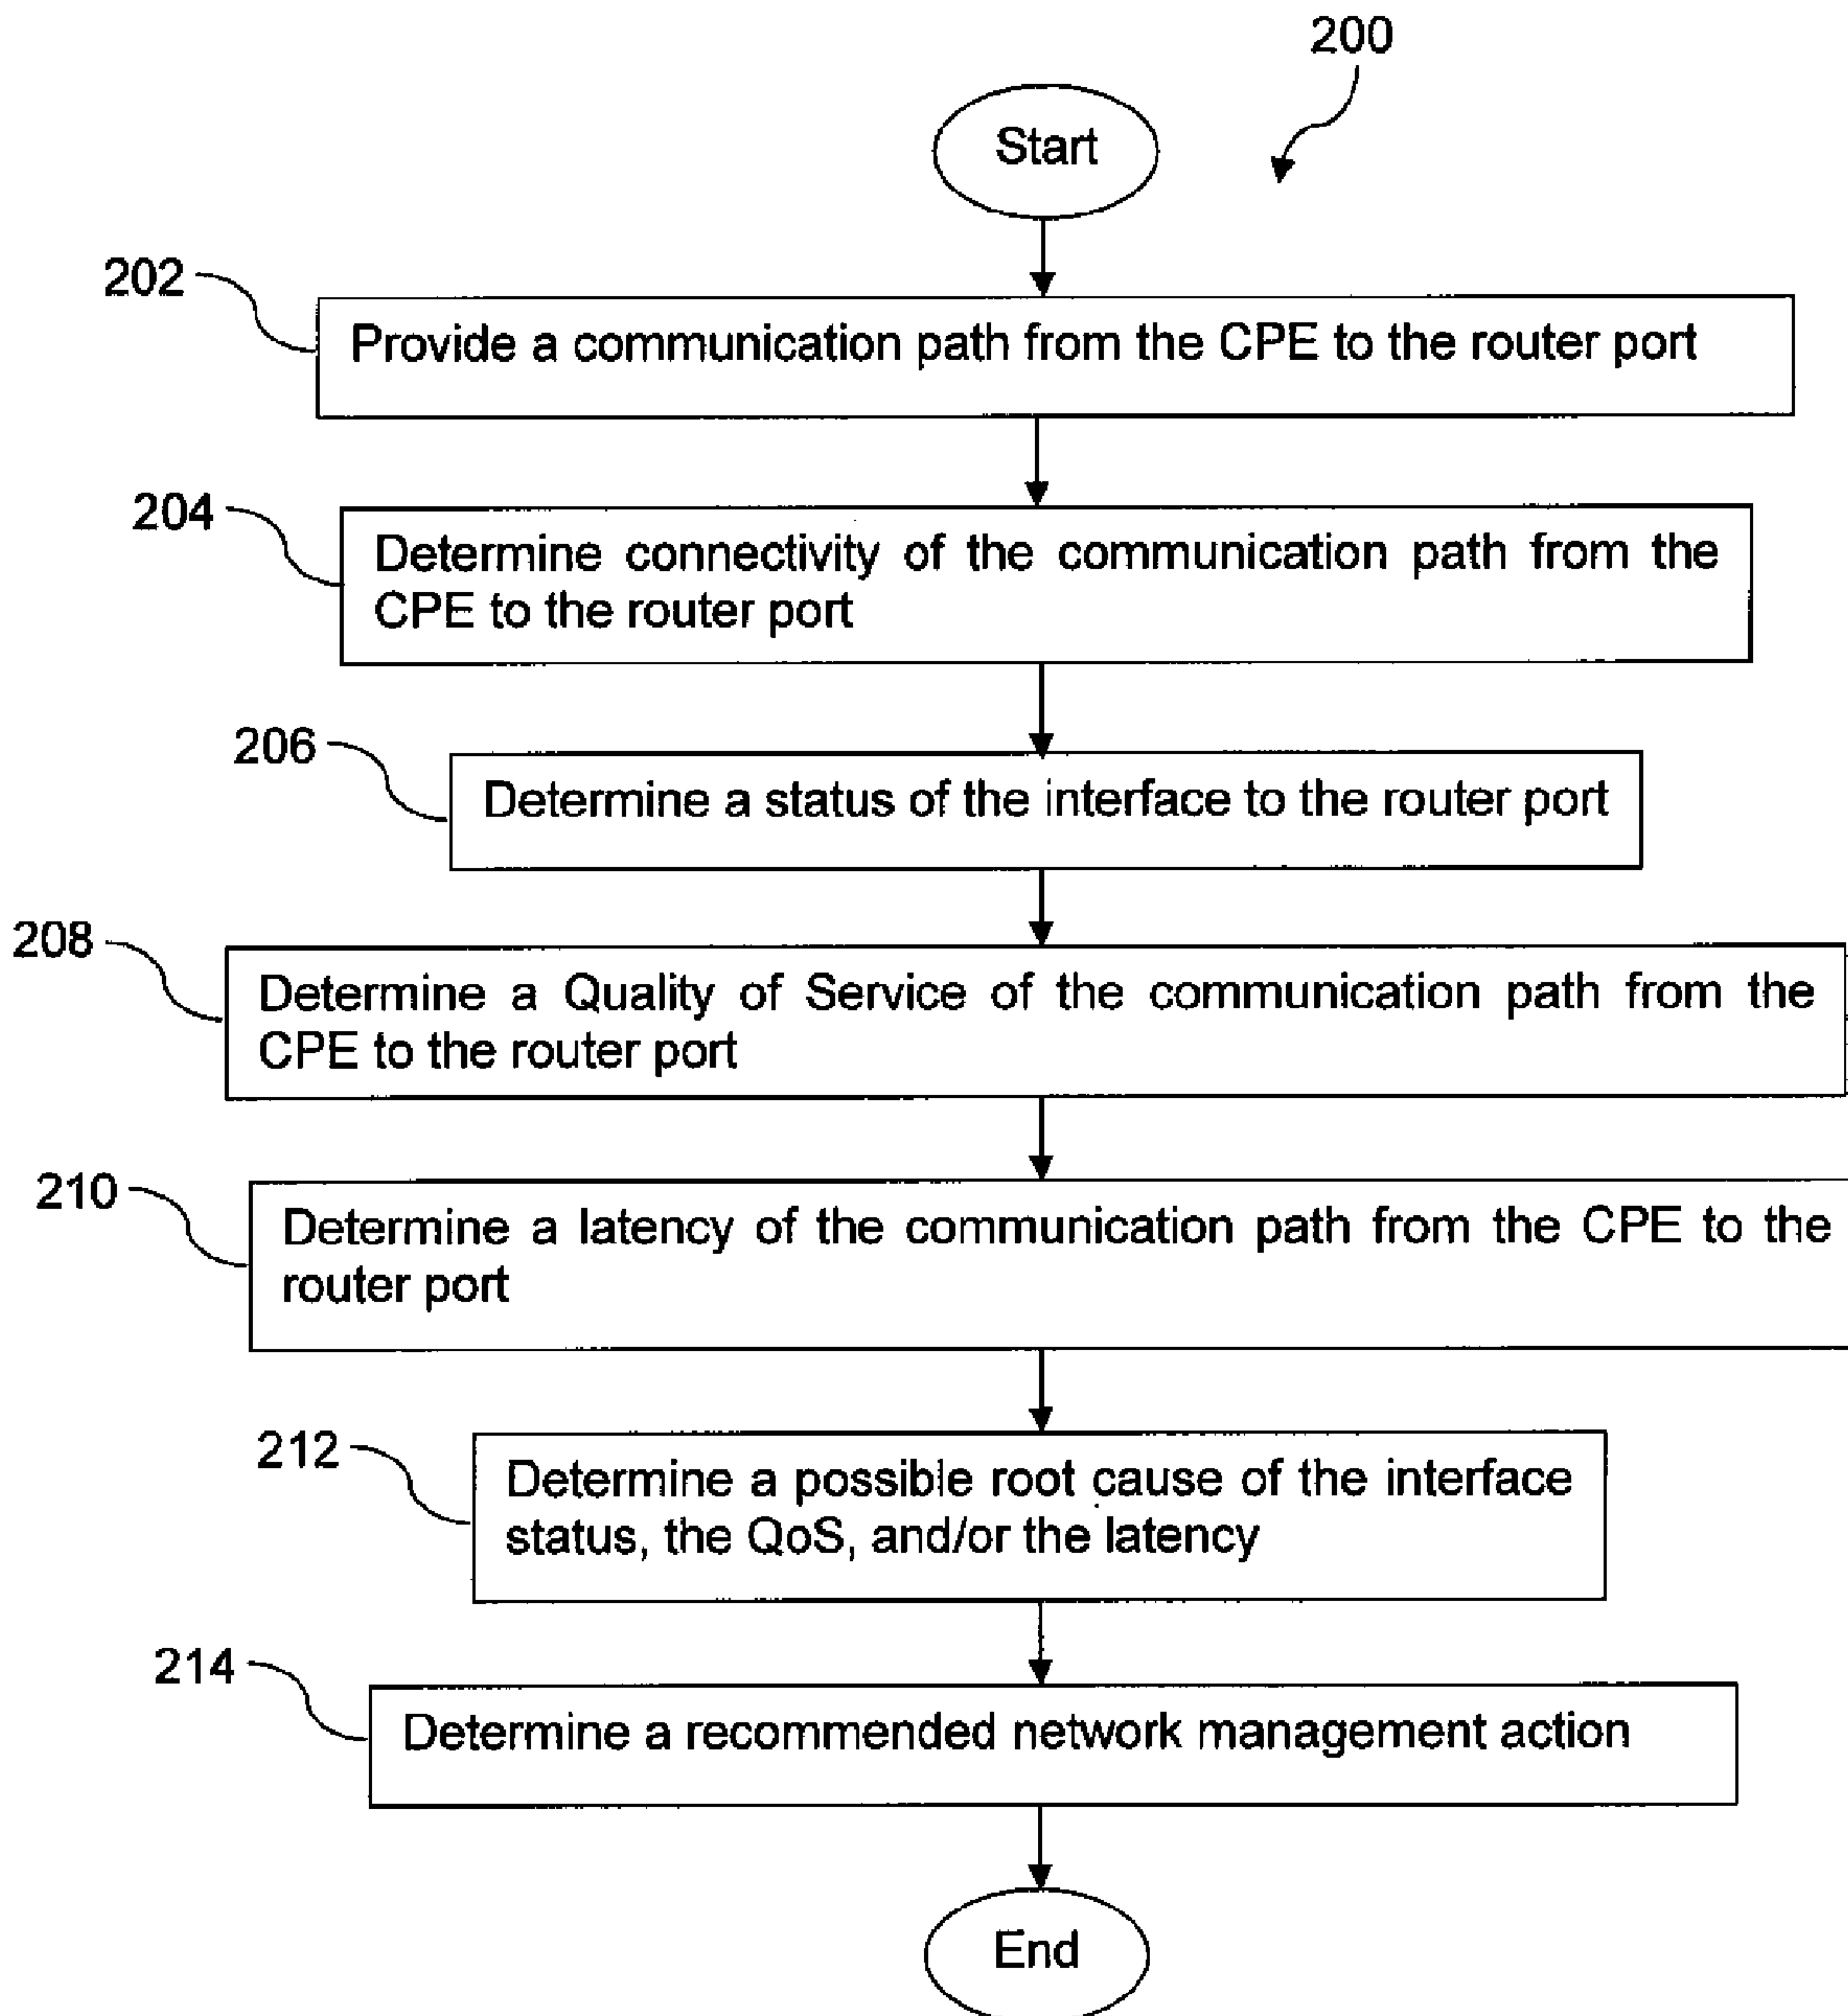 200
Start
202
Provide a communication path from the CPE to the router port
204
Determine connectivity of the communication path from the
CPE to the router port
206
Determine a status of the interface to the router port
208
Determine a Quality of Service of the communication path from the
CPE to the router port
210
Determine a latency of the communication path from the CPE to the
router port
212
Determine a possible root cause of the interface
status, the QoS, and/or the latency
214
Determine a recommended network management action
End